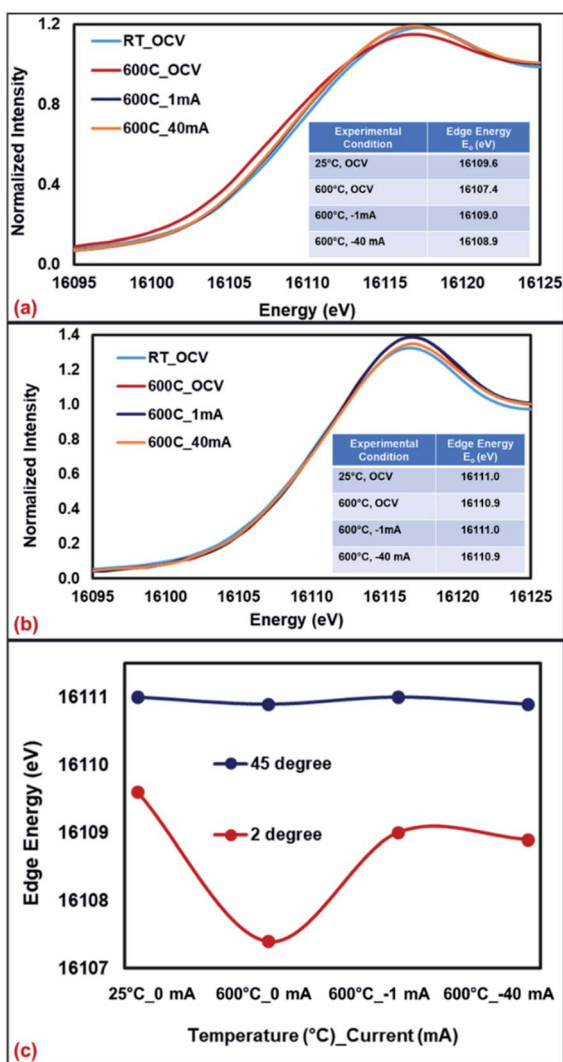 1.2
RT_OCV
600C_OCV
600C_1mA
600C_40mA
0.8
Normalized Intensity
Experimental Condition
Edge Energy E₀ (eV)
25°C, OCV 16109.6
600°C, OCV 16107.4
600°C, -1mA 16109.0
600°C, -40 mA 16108.9
0.4
0.0
16095 16100 16105 16110 16115 16120 16125
(a)
Energy (eV)
1.4
RT_OCV
600C_OCV
600C_1mA
600C_40mA
1.2
1.0
0.8
Normalized Intensity
Experimental Condition
Edge Energy E₀ (eV)
25°C, OCV 16111.0
600°C, OCV 16110.9
600°C, -1mA 16111.0
600°C, -40 mA 16110.9
0.6
0.4
0.2
0.0
16095 16100 16105 16110 16115 16120 16125
(b)
Energy (eV)
16111
16110
45 degree
16109
2 degree
Edge Energy (eV)
16108
16107
25°C_0 mA 600°C_0 mA 600°C_-1 mA 600°C_-40 mA
(c)
Temperature (°C)_Current (mA)